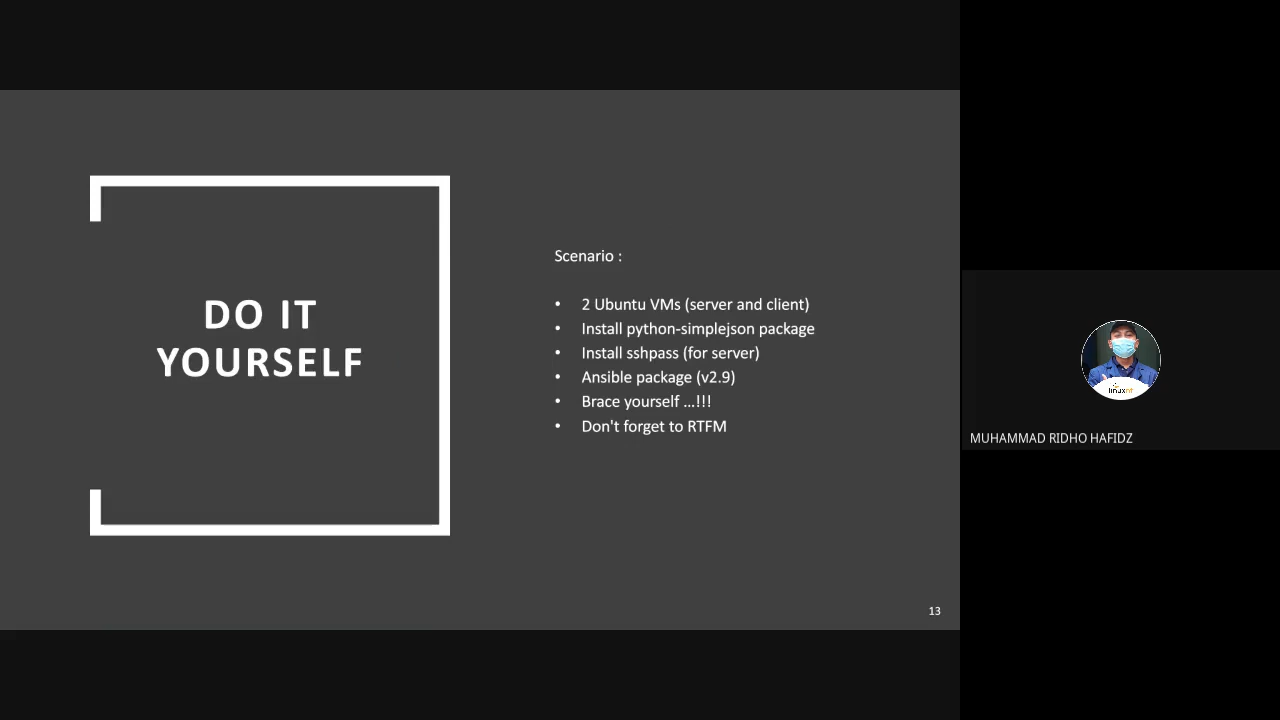 DO IT
YOURSELF
Scenario :
• 2 Ubuntu VMs (server and client)
• Install python-simplejson package
• Install sshpass (for server)
• Ansible package (v2.9)
• Brace yourself ...!!!
• Don't forget to RTFM
13
linuxnt
MUHAMMAD RIDHO HAFIDZ